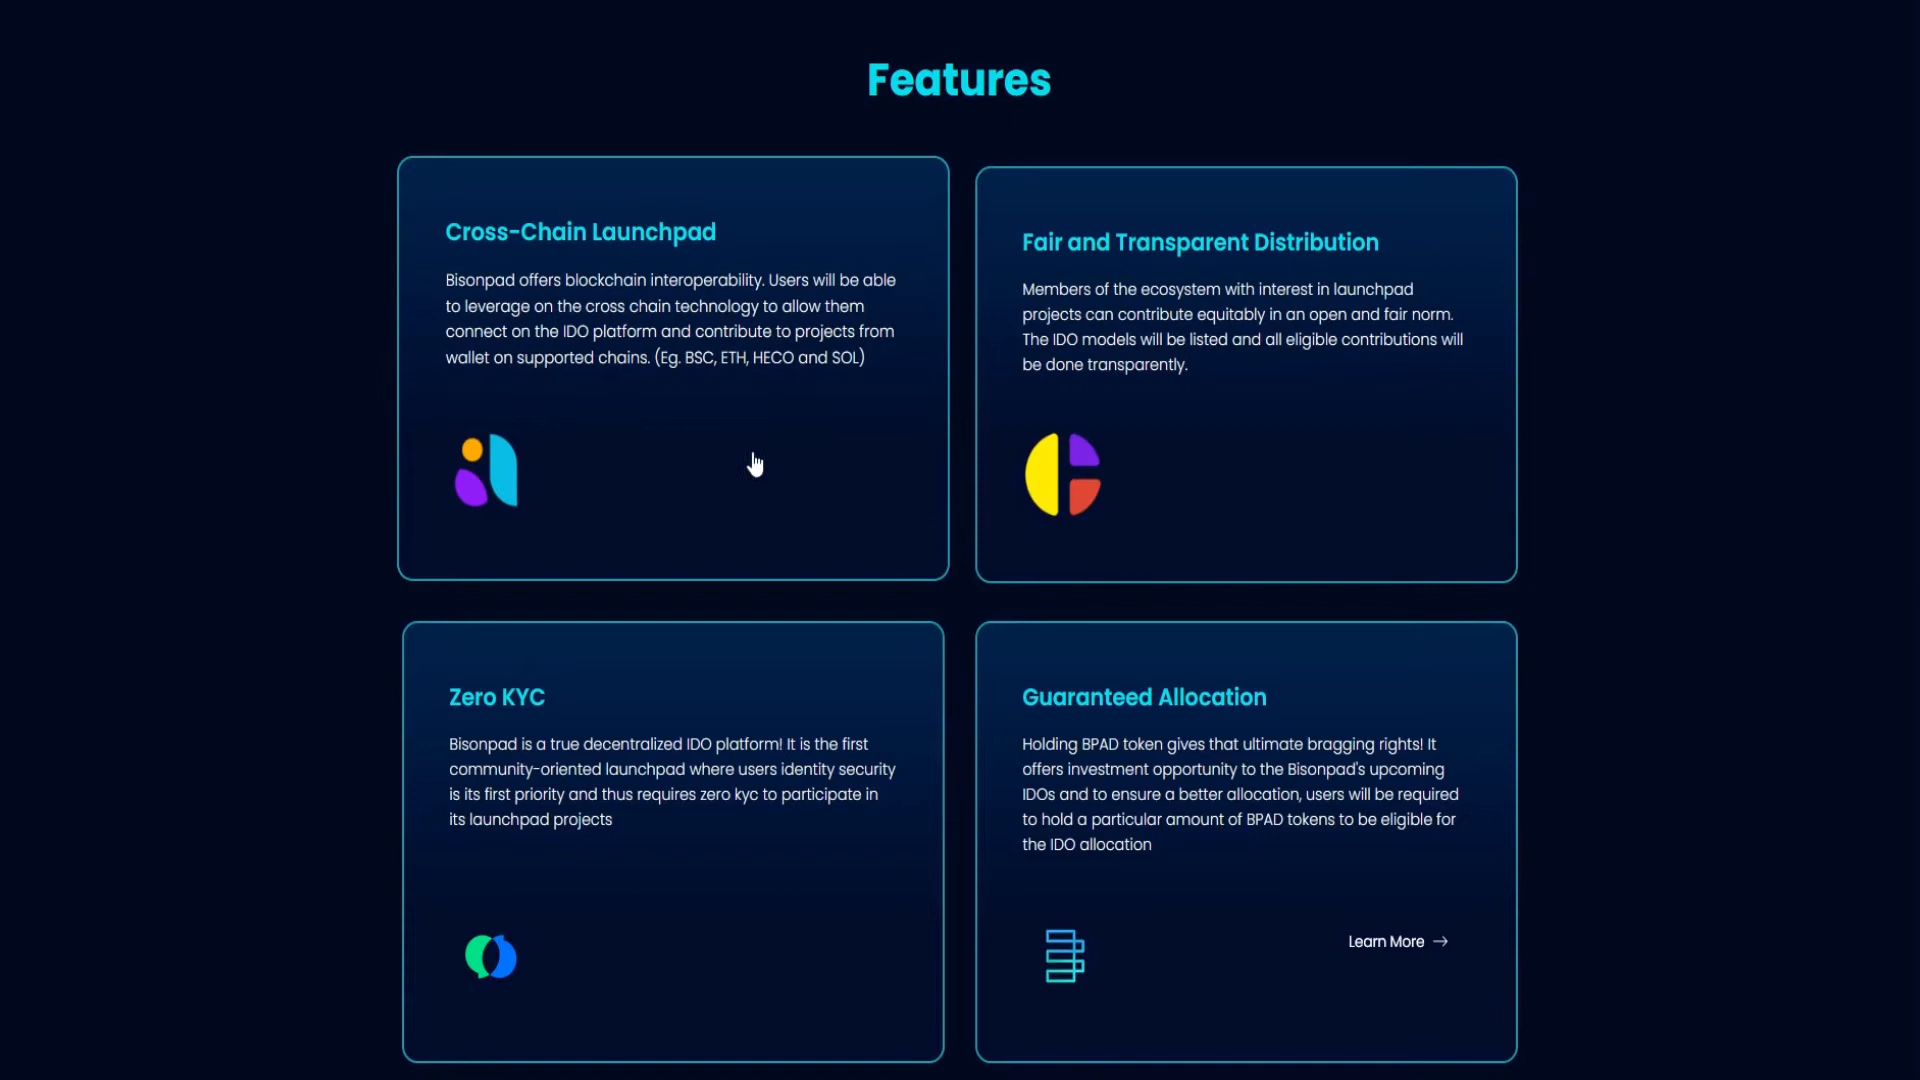 Features
Cross-Chain Launchpad
Bisonpad offers blockchain interoperability. Users will be able
to leverage on the cross chain technology to allow them
connect on the IDO platform and contribute to projects from
wallet on supported chains. (Eg. BSC, ETH, HECO and SOL)
Fair and Transparent Distribution
Members of the ecosystem with interest in launchpad
projects can contribute equitably in an open and fair norm.
The IDO models will be listed and all eligible contributions will
be done transparently.
Zero KYC
Bisonpad is a true decentralized IDO platform! It is the first
community-oriented launchpad where users identity security
is its first priority and thus requires zero kyc to participate in
its launchpad projects
Guaranteed Allocation
Holding BPAD token gives that ultimate bragging rights! It
offers investment opportunity to the Bisonpad's upcoming
IDOs and to ensure a better allocation, users will be required
to hold a particular amount of BPAD tokens to be eligible for
the IDO allocation
Learn More